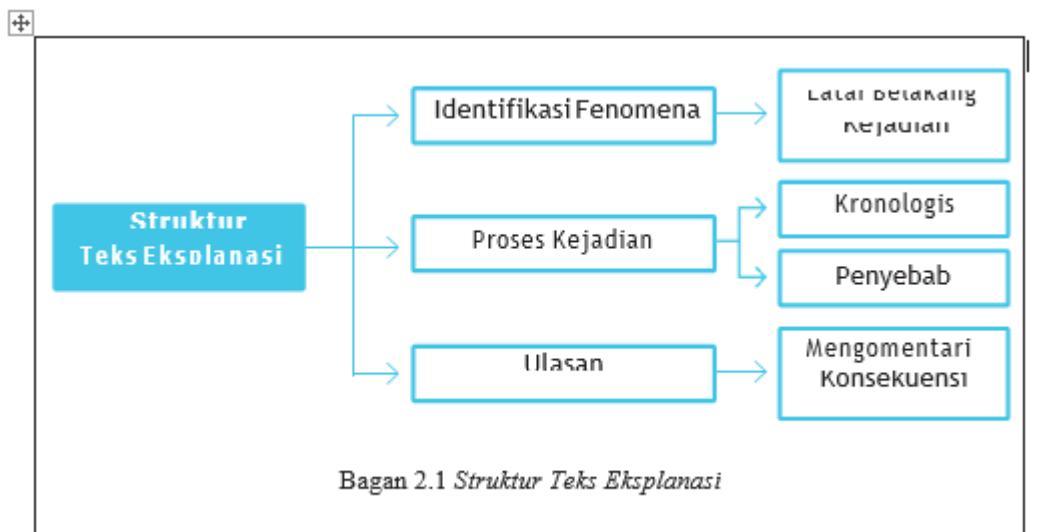 Struktur
Teks Eksplanasi
Identifikasi Fenomena
Latar Belakang
Kejadian
Proses Kejadian
Kronologis
Penyebab
Ulasan
Mengomentari
Konsekuensi
Bagan 2.1 Struktur Teks Eksplanasi